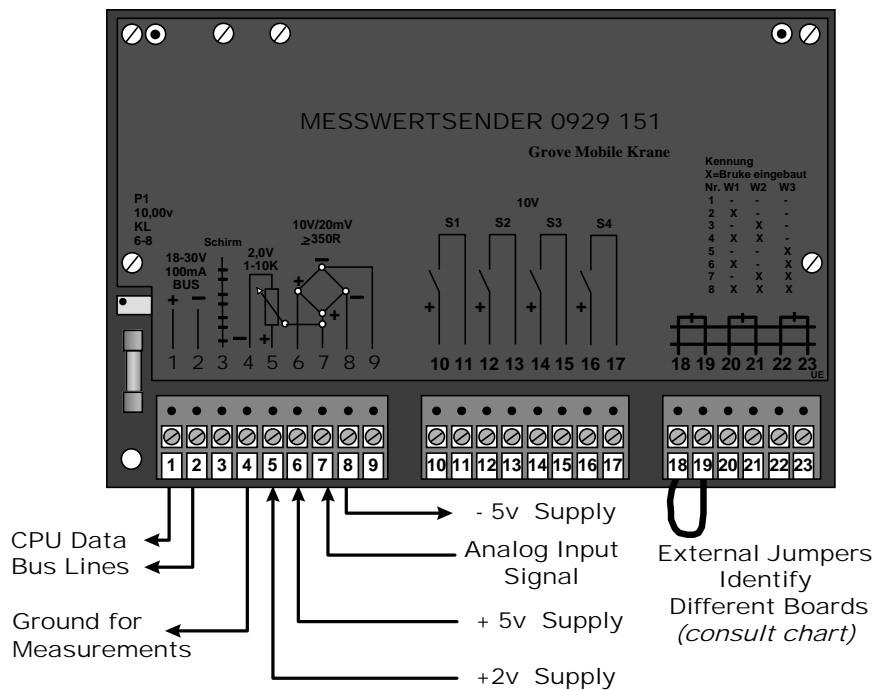 MESSWERTSENDER 0929 151
Grove Mobile Krane
Kennung
X=Bruke eingebaut
Nr. W1 W2 W3
1 - - -
2 X - -
3 - X -
4 X X -
5 - - X
6 X - X
7 - X X
8 X X X
P1
10,00v
KL
6-8
18-30V
100mA
BUS
+ −
Schirm
2,0V
1-10K
− +
10V/20mV
≥350R
− + − +
10V
S1 S2 S3 S4
+ + + +
1 2 3 4 5 6 7 8 9
10 11 12 13 14 15 16 17
18 19 20 21 22 23
UE
1 2 3 4 5 6 7 8 9
10 11 12 13 14 15 16 17
18 19 20 21 22 23
CPU Data
Bus Lines
Ground for
Measurements
- 5v Supply
Analog Input
Signal
+ 5v Supply
+2v Supply
External Jumpers
Identify
Different Boards
(consult chart)